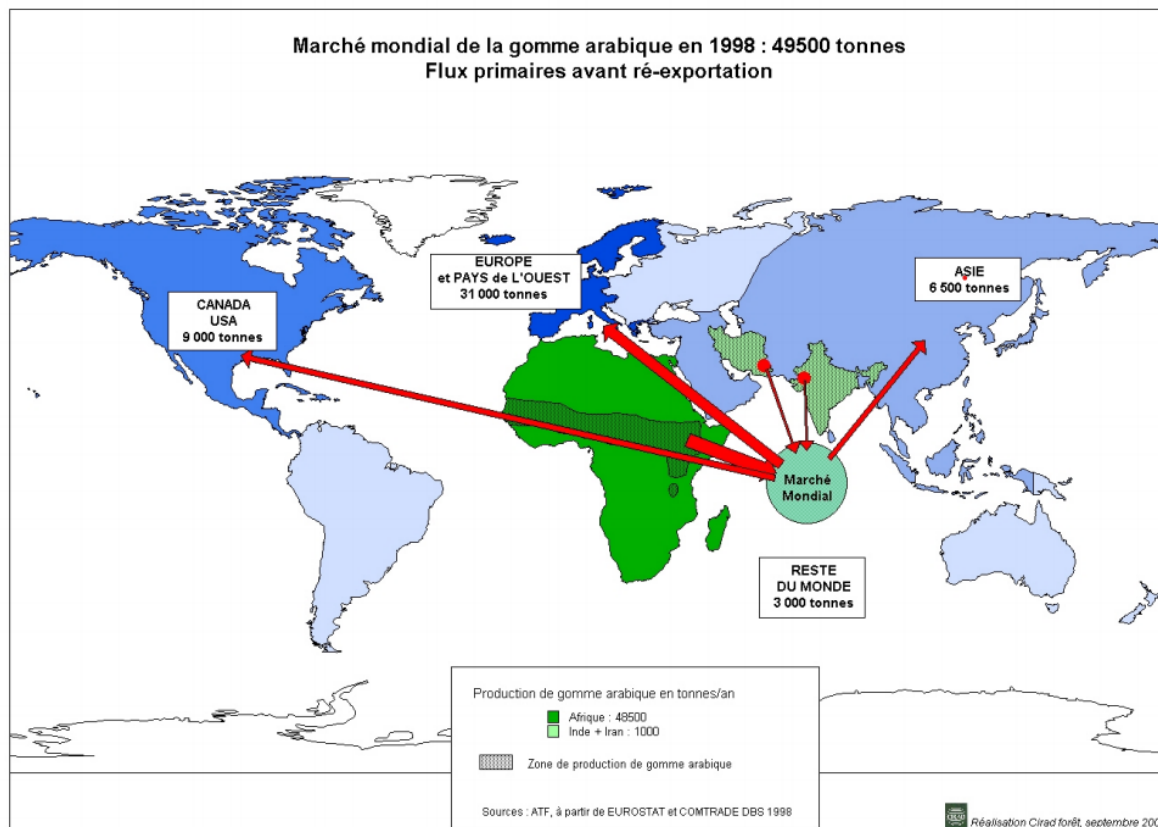 Marché mondial de la gomme arabique en 1998 : 49500 tonnes
Flux primaires avant ré-exportation
EUROPE
et PAYS de L'OUEST
31 000 tonnes
ASIE
6 500 tonnes
CANADA
USA
9 000 tonnes
Marché
Mondial
RESTE
DU MONDE
3 000 tonnes
Production de gomme arabique en tonnes/an
Afrique : 48500
Inde + Iran : 1000
Zone de production de gomme arabique
Sources : ATF, à partir de EUROSTAT et COMTRADE DBS 1998
CIRAD
Réalisation Cirad forêt, septembre 200